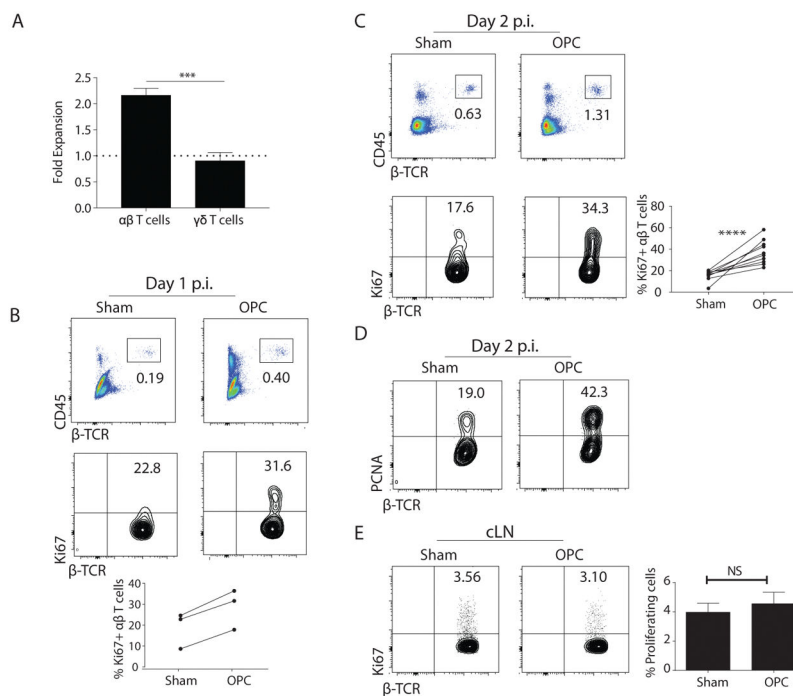 A
***
2.5
2.0
1.5
1.0
0.5
0.0
Fold Expansion
αβ T cells
γδ T cells
B
Day 1 p.i.
Sham
OPC
0.19
0.40
CD45
β-TCR
22.8
31.6
Ki67
β-TCR
% Ki67+ αβ T cells
40
30
20
10
0
Sham
OPC
C
Day 2 p.i.
Sham
OPC
0.63
1.31
CD45
β-TCR
17.6
34.3
Ki67
β-TCR
% Ki67+ αβ T cells
80
60
40
20
0
****
Sham
OPC
D
Day 2 p.i.
Sham
OPC
19.0
42.3
PCNA
β-TCR
E
cLN
Sham
OPC
3.56
3.10
Ki67
β-TCR
% Proliferating cells
6
4
2
0
NS
Sham
OPC